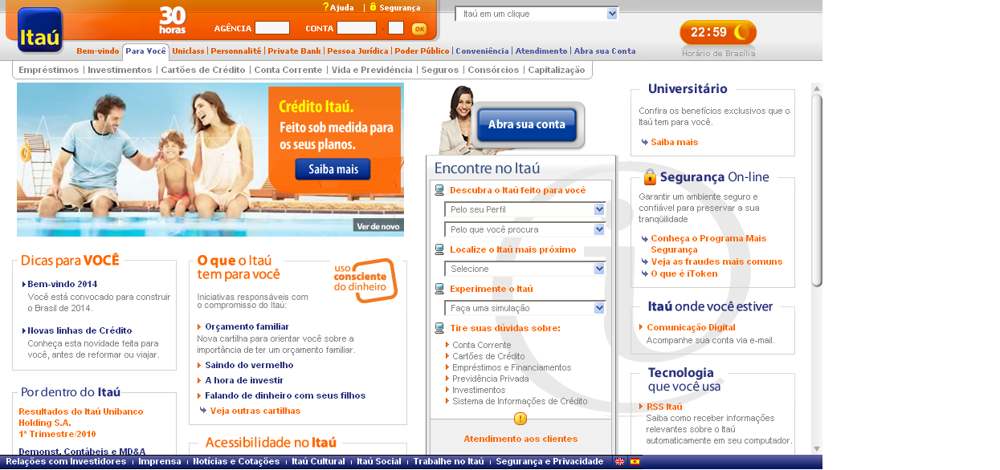 Itaú
30 horas
Ajuda | Segurança
AGÊNCIA CONTA - OK
Itaú em um clique
22:59
Horário de Brasília
Bem-vindo Para Você Uniclass | Personnalité | Private Bank | Pessoa Jurídica | Poder Público | Conveniência | Atendimento | Abra sua Conta
Empréstimos | Investimentos | Cartões de Crédito | Conta Corrente | Vida e Previdência | Seguros | Consórcios | Capitalização
Crédito Itaú.
Feito sob medida para
os seus planos.
Saiba mais
Ver de novo
Dicas para VOCÊ
Bem-vindo 2014
Você está convocado para construir
o Brasil de 2014.
Novas linhas de Crédito
Conheça esta novidade feita para
você, antes de reformar ou viajar.
Por dentro do Itaú
Resultados do Itaú Unibanco
Holding S.A.
1º Trimestre/2010
Demonst. Contábeis e MD&A
O que o Itaú
tem para você
uso
consciente
do dinheiro
Iniciativas responsáveis com
o compromisso do Itaú:
Orçamento familiar
Nova cartilha para orientar você sobre a
importância de ter um orçamento familiar.
Saindo do vermelho
A hora de investir
Falando de dinheiro com seus filhos
Veja outras cartilhas
Acessibilidade no Itaú
Abra sua conta
Encontre no Itaú
Descubra o Itaú feito para você
Pelo seu Perfil
Pelo que você procura
Localize o Itaú mais próximo
Selecione
Experimente o Itaú
Faça uma simulação
Tire suas dúvidas sobre:
Conta Corrente
Cartões de Crédito
Empréstimos e Financiamentos
Previdência Privada
Investimentos
Sistema de Informações de Crédito
!
Atendimento aos clientes
Universitário
Confira os benefícios exclusivos que o
Itaú tem para você.
Saiba mais
Segurança On-line
Garantir um ambiente seguro e
confiável para preservar a sua
tranqüilidade
Conheça o Programa Mais
Segurança
Veja as fraudes mais comuns
O que é iToken
Itaú onde você estiver
Comunicação Digital
Acompanhe sua conta via e-mail.
Tecnologia
que você usa
RSS Itaú
Saiba como receber informações
relevantes sobre o Itaú
automaticamente em seu computador.
Relações com Investidores | Imprensa | Notícias e Cotações | Itaú Cultural | Itaú Social | Trabalhe no Itaú | Segurança e Privacidade